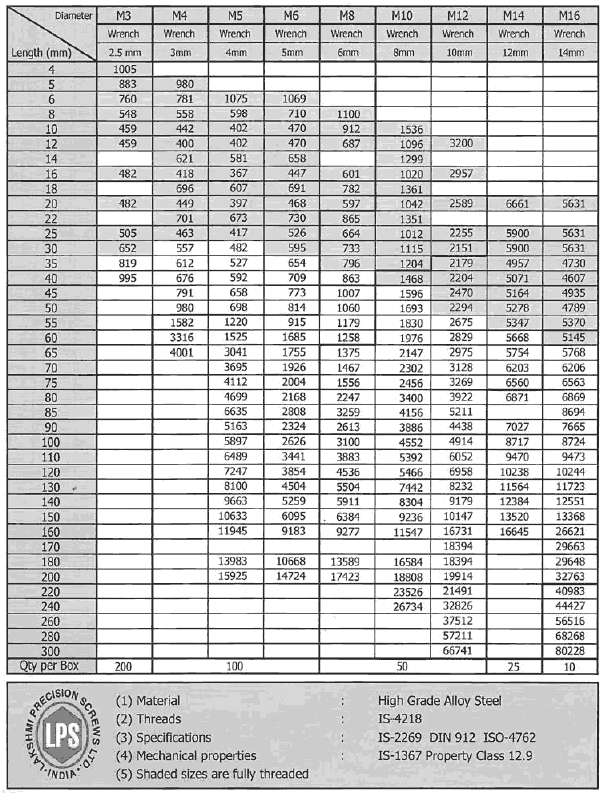 Diameter M3 M4 M5 M6 M8 M10 M12 M14 M16
Wrench Wrench Wrench Wrench Wrench Wrench Wrench Wrench Wrench
Length (mm) 2.5 mm 3mm 4mm 5mm 6mm 8mm 10mm 12mm 14mm
4 1005
5 883 980
6 760 781 1075 1069
8 548 558 598 710 1100
10 459 442 402 470 912 1536
12 459 400 402 470 687 1096 3200
14 621 581 658 1299
16 482 418 367 447 601 1020 2957
18 696 607 691 782 1361
20 482 449 397 468 597 1042 2589 6661 5631
22 701 673 730 865 1351
25 505 463 417 526 664 1012 2255 5900 5631
30 652 557 482 595 733 1115 2151 5900 5631
35 819 612 527 654 796 1204 2179 4957 4730
40 995 676 592 709 863 1468 2204 5071 4607
45 791 658 773 1007 1596 2470 5164 4935
50 980 698 814 1060 1693 2294 5278 4789
55 1582 1220 915 1179 1830 2675 5347 5370
60 3316 1525 1685 1258 1976 2829 5668 5145
65 4001 3041 1755 1375 2147 2975 5754 5768
70 3695 1926 1467 2302 3128 6203 6206
75 4112 2004 1556 2456 3269 6560 6563
80 4699 2168 2247 3400 3922 6871 6869
85 6635 2808 3259 4156 5211 8694
90 5163 2324 2613 3886 4438 7027 7665
100 5897 2626 3100 4552 4914 8717 8724
110 6489 3441 3883 5392 6052 9470 9473
120 7247 3854 4536 5466 6958 10238 10244
130 8100 4504 5504 7442 8232 11564 11723
140 9663 5259 5911 8304 9179 12384 12551
150 10633 6095 6384 9236 10147 13520 13368
160 11945 9183 9277 11547 16731 16645 26621
170 18394 29663
180 13983 10668 13589 16584 18394 29648
200 15925 14724 17423 18808 19914 32763
220 23526 21491 40983
240 26734 32826 44427
260 37512 56516
280 57211 68268
300 66741 80228
Qty per Box 200 100 50 25 10
LAKSHMI PRECISION SCREWS LTD.
LPS
INDIA
(1) Material : High Grade Alloy Steel
(2) Threads : IS-4218
(3) Specifications : IS-2269 DIN 912 ISO-4762
(4) Mechanical properties : IS-1367 Property Class 12.9
(5) Shaded sizes are fully threaded